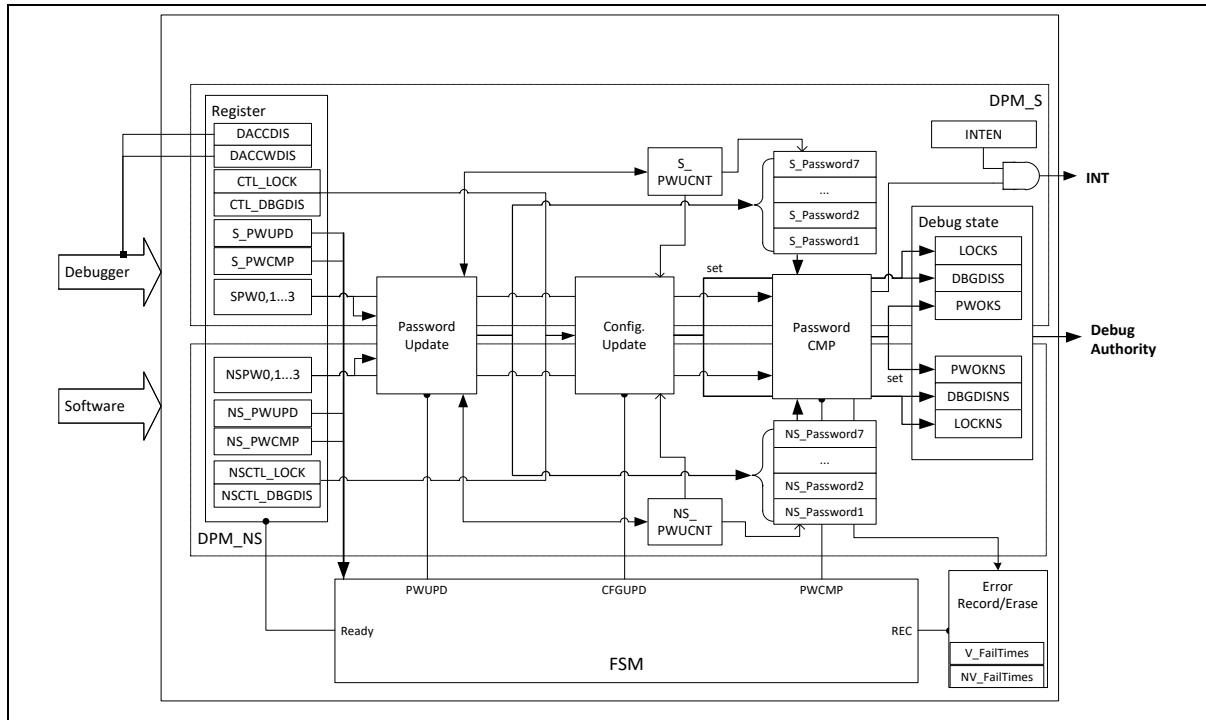 DPM_S
Register
DACCDIS
DACCWDIS
CTL_LOCK
CTL_DBGDIS
S_PWUPD
S_PWCMP
SPW0,1...3
Debugger
Software
NSPW0,1...3
NS_PWUPD
NS_PWCMP
NSCTL_LOCK
NSCTL_DBGDIS
DPM_NS
Password
Update
Config.
Update
S_
PWUCNT
NS_
PWUCNT
S_Password7
...
S_Password2
S_Password1
set
Password
CMP
NS_Password7
...
NS_Password2
NS_Password1
INTEN
INT
Debug state
LOCKS
DBGDISS
PWOKS
set
PWOKNS
DBGDISNS
LOCKNS
Debug
Authority
PWUPD
CFGUPD
PWCMP
Ready
REC
FSM
Error
Record/Erase
V_FailTimes
NV_FailTimes